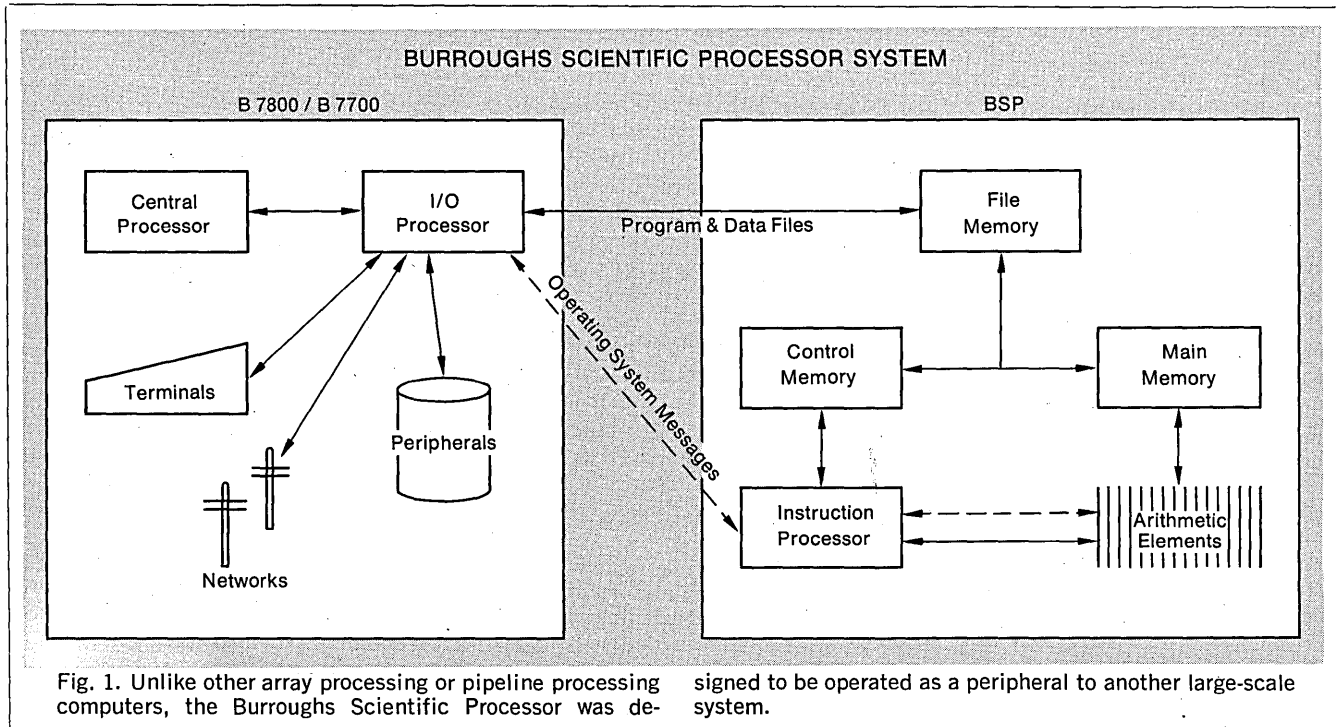 BURROUGHS SCIENTIFIC PROCESSOR SYSTEM
B 7800 / B 7700
BSP
Central
Processor
I/O
Processor
Program & Data Files
File
Memory
Operating System Messages
Terminals
Peripherals
Networks
Control
Memory
Main
Memory
Instruction
Processor
Arithmetic
Elements
Fig. 1. Unlike other array processing or pipeline processing
computers, the Burroughs Scientific Processor was de-
signed to be operated as a peripheral to another large-scale
system.